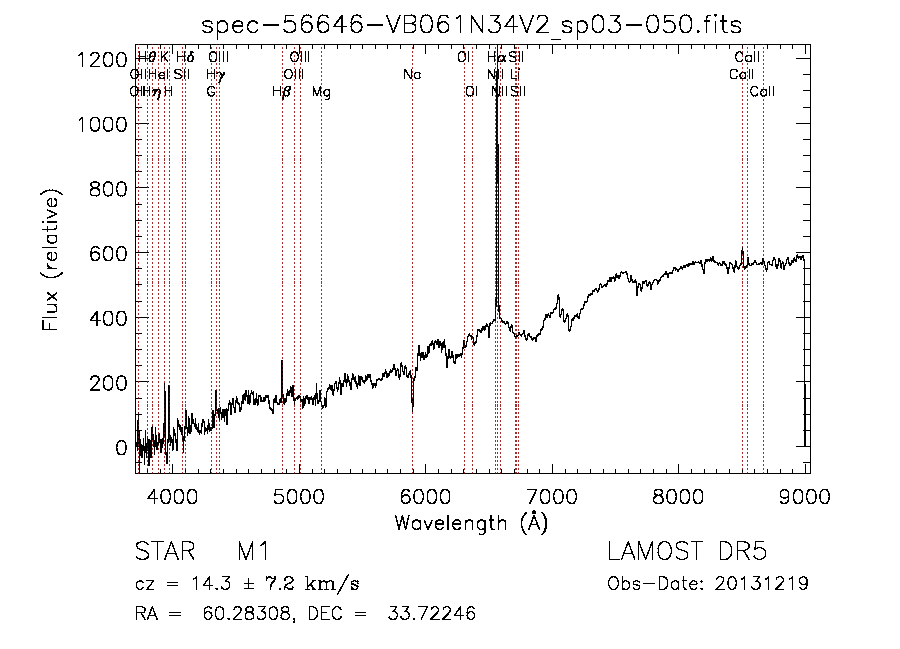 spec-56646-VB061N34V2_sp03-050.fits
Hθ K Hδ OIII OIII OI Hα SII CaII
OII HeI SII Hγ OIII Na NII Li CaII
OII Hη H G Hβ Mg OI NII SII CaII
1200
1000
800
600
400
200
0
Flux (relative)
4000 5000 6000 7000 8000 9000
Wavelength (Å)
STAR M1 LAMOST DR5
cz = 14.3 ± 7.2 km/s Obs-Date: 20131219
RA = 60.28308, DEC = 33.72246